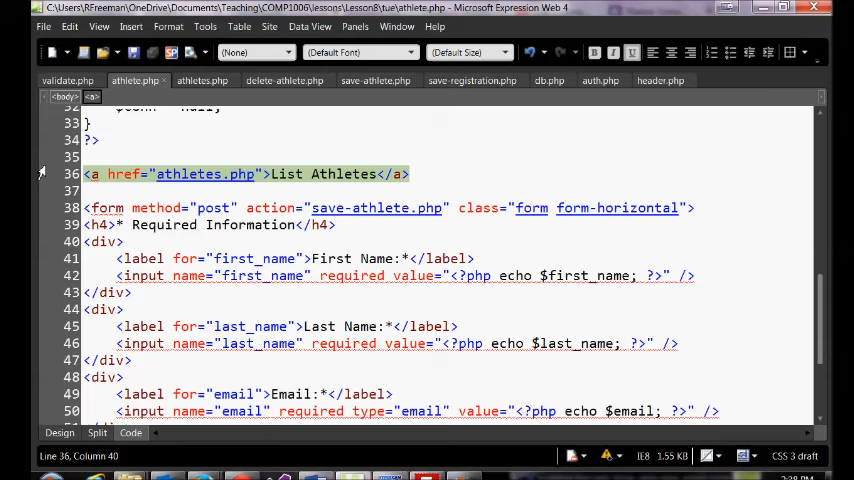 C:\Users\RFreeman\OneDrive\Documents\Teaching\COMP1006\lessons\Lesson8\tue\athlete.php - Microsoft Expression Web 4
File Edit View Insert Format Tools Table Site Data View Panels Window Help
(None) (Default Font) (Default Size) B I U
validate.php athlete.php athletes.php delete-athlete.php save-athlete.php save-registration.php db.php auth.php header.php
<body> <a>
32 $conn = null;
33 }
34 ?>
35
36 <a href="athletes.php">List Athletes</a>
37
38 <form method="post" action="save-athlete.php" class="form form-horizontal">
39 <h4>* Required Information</h4>
40 <div>
41 <label for="first_name">First Name:*</label>
42 <input name="first_name" required value="<?php echo $first_name; ?>" />
43 </div>
44 <div>
45 <label for="last_name">Last Name:*</label>
46 <input name="last_name" required value="<?php echo $last_name; ?>" />
47 </div>
48 <div>
49 <label for="email">Email:*</label>
50 <input name="email" required type="email" value="<?php echo $email; ?>" />
51 </div>
Design Split Code
Line 36, Column 40 IE8 1.55 KB CSS 3 draft
2:38 PM